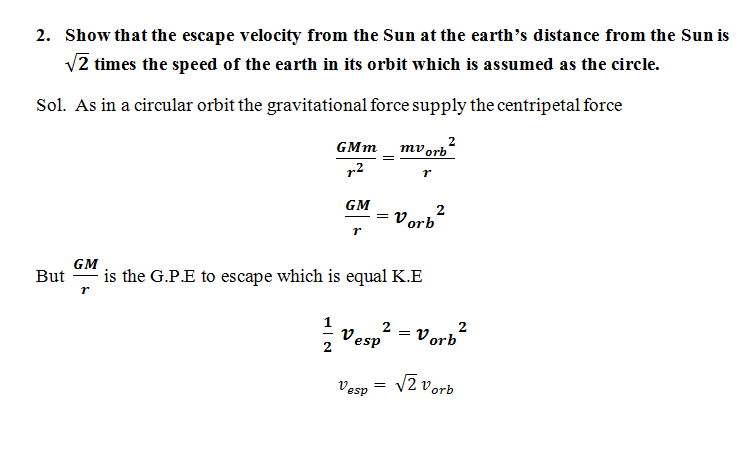 2. Show that the escape velocity from the Sun at the earth's distance from the Sun is
√2 times the speed of the earth in its orbit which is assumed as the circle.
Sol. As in a circular orbit the gravitational force supply the centripetal force
GMm/r² = mv_orb²/r
GM/r = v_orb²
But GM/r is the G.P.E to escape which is equal K.E
1/2 v_esp² = v_orb²
v_esp = √2 v_orb